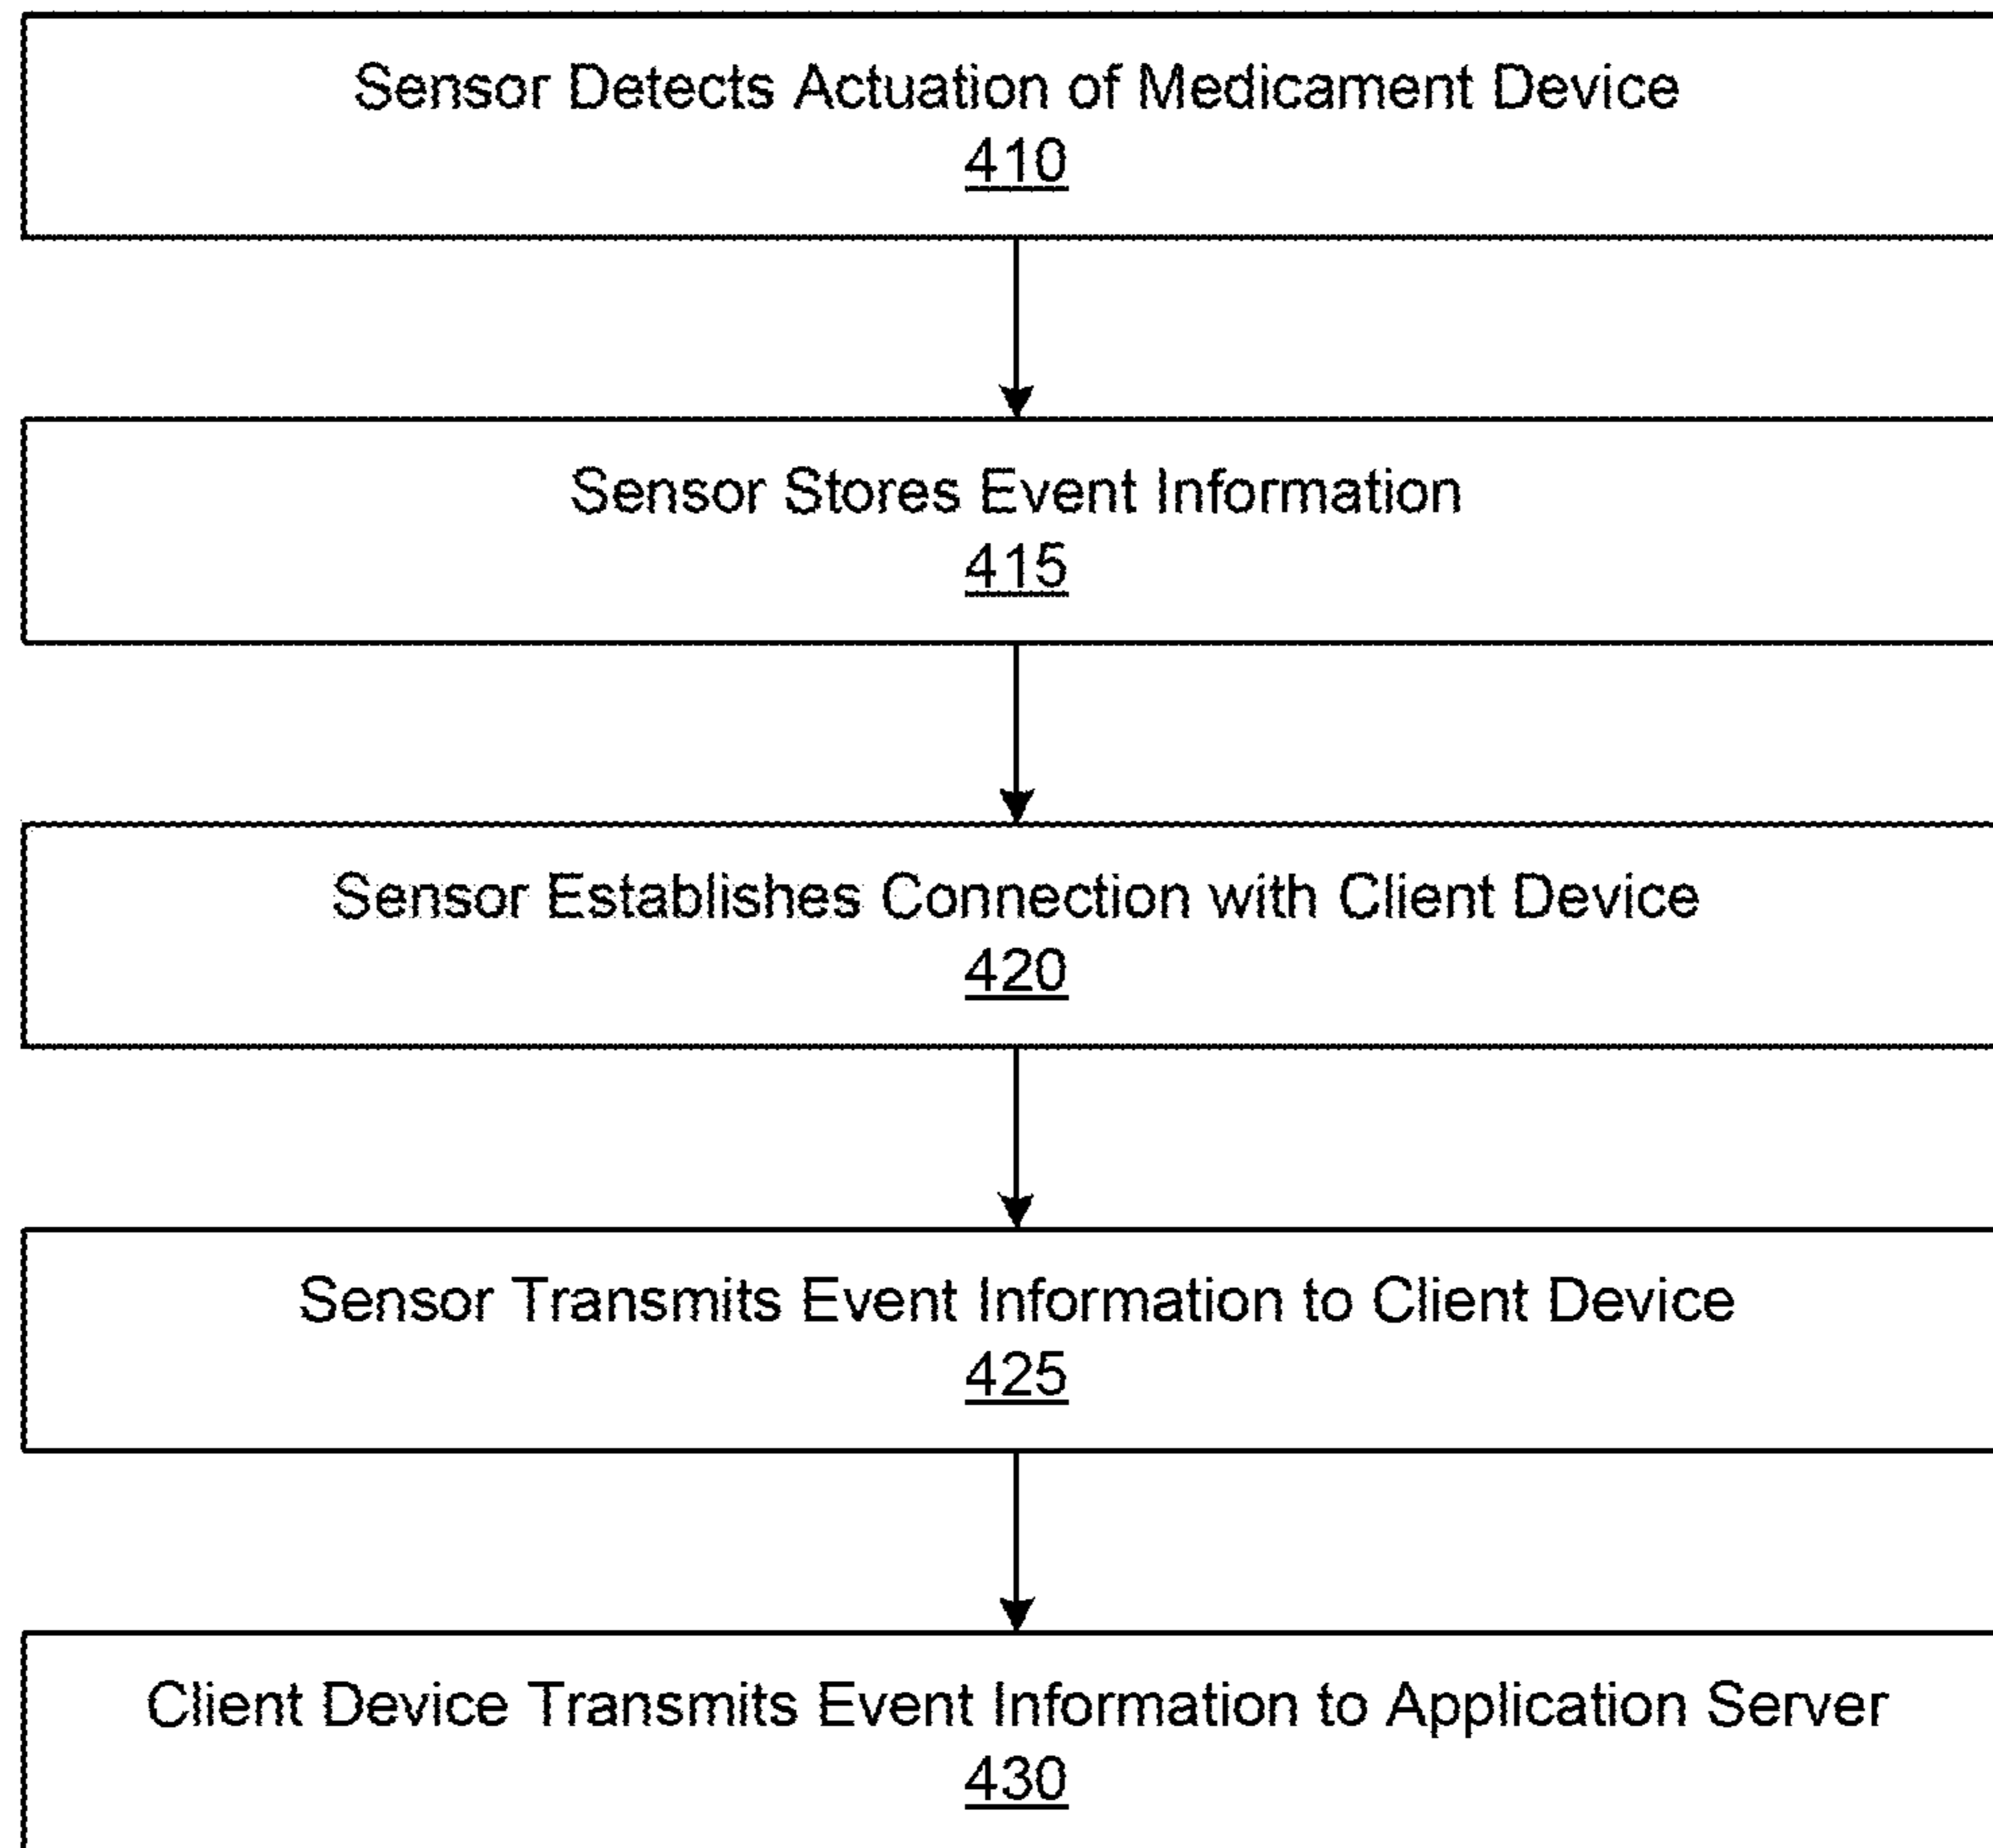 Sensor Detects Actuation of Medicament Device
410
Sensor Stores Event Information
415
Sensor Establishes Connection with Client Device
420
Sensor Transmits Event Information to Client Device
425
Client Device Transmits Event Information to Application Server
430